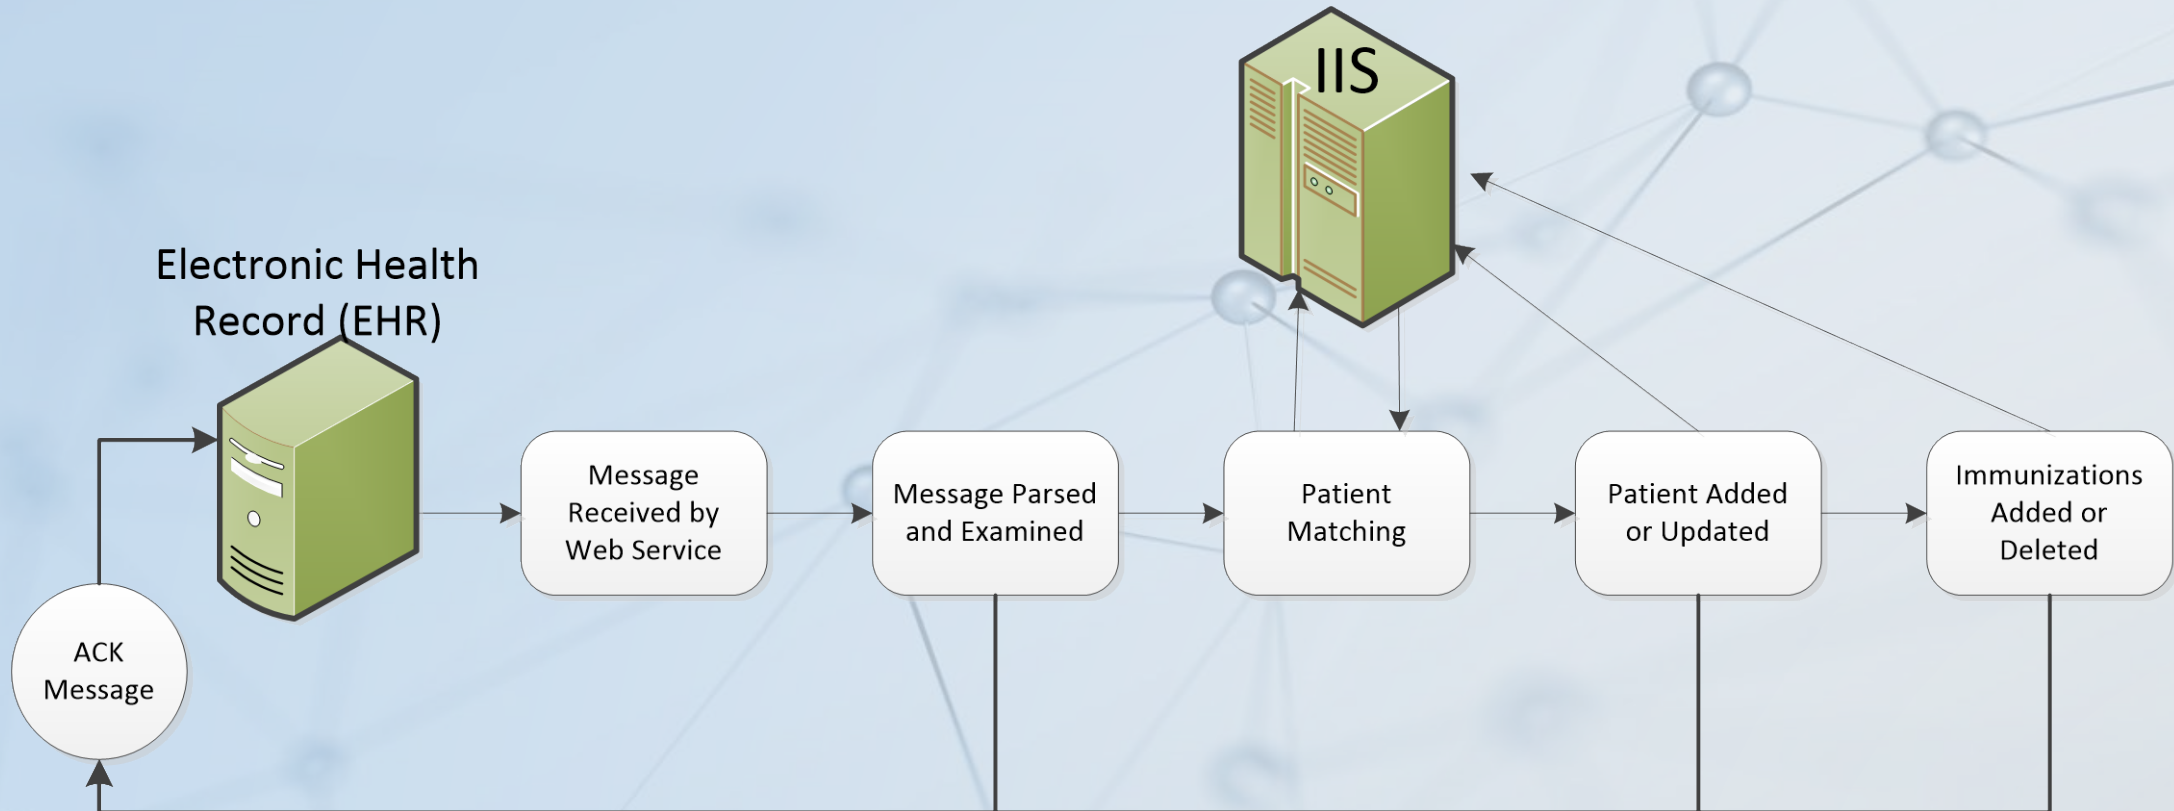 IIS
Electronic Health
Record (EHR)
Message
Received by
Web Service
Message Parsed
and Examined
Patient
Matching
Patient Added
or Updated
Immunizations
Added or
Deleted
ACK
Message